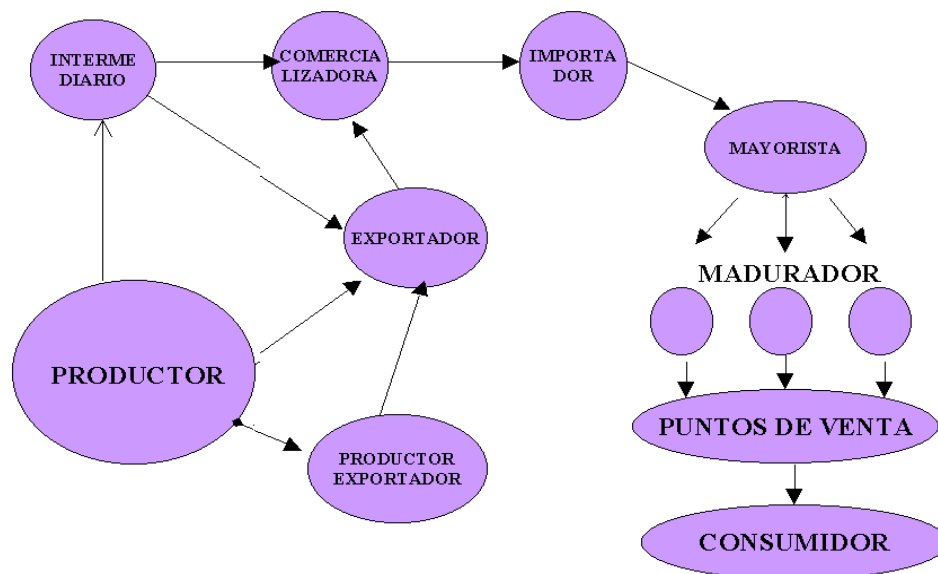 INTERME
DIARIO
COMERCIA
LIZADORA
IMPORTA
DOR
MAYORISTA
EXPORTADOR
MADURADOR
PRODUCTOR
PUNTOS DE VENTA
PRODUCTOR
EXPORTADOR
CONSUMIDOR